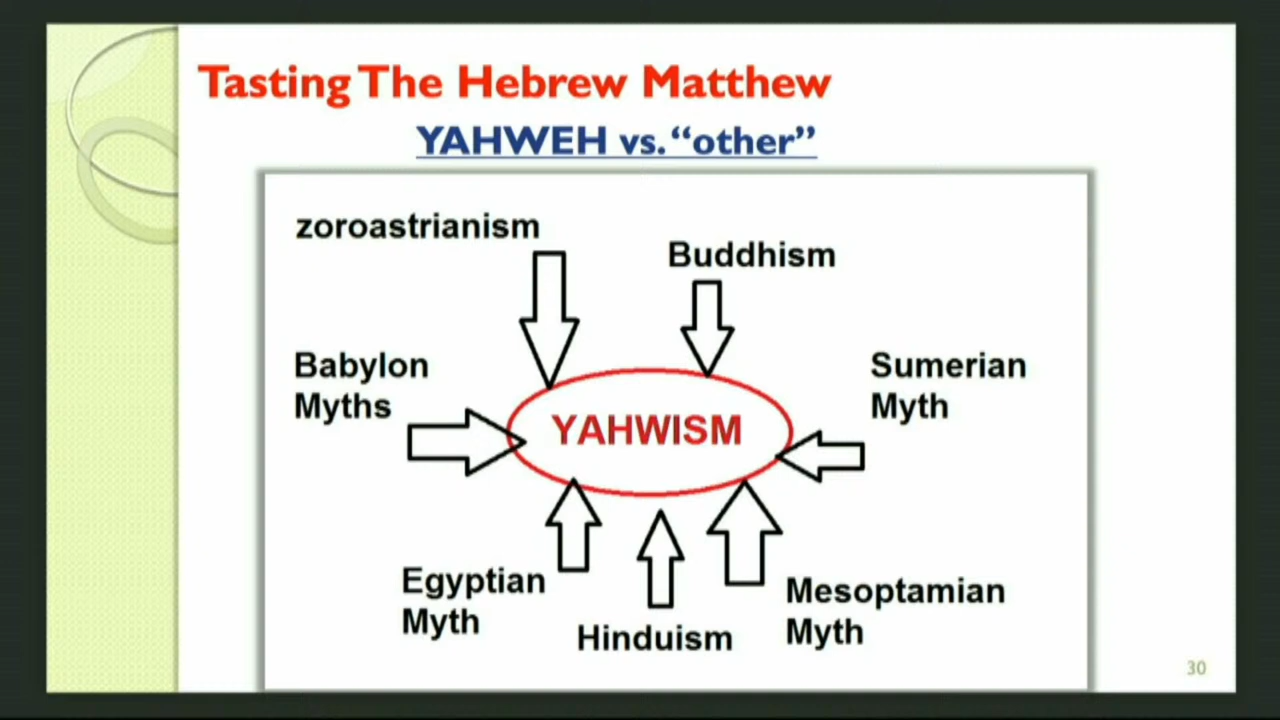 Tasting The Hebrew Matthew
YAHWEH vs. “other”
zoroastrianism
Buddhism
Babylon
Myths
Sumerian
Myth
YAHWISM
Egyptian
Myth
Hinduism
Mesoptamian
Myth
30